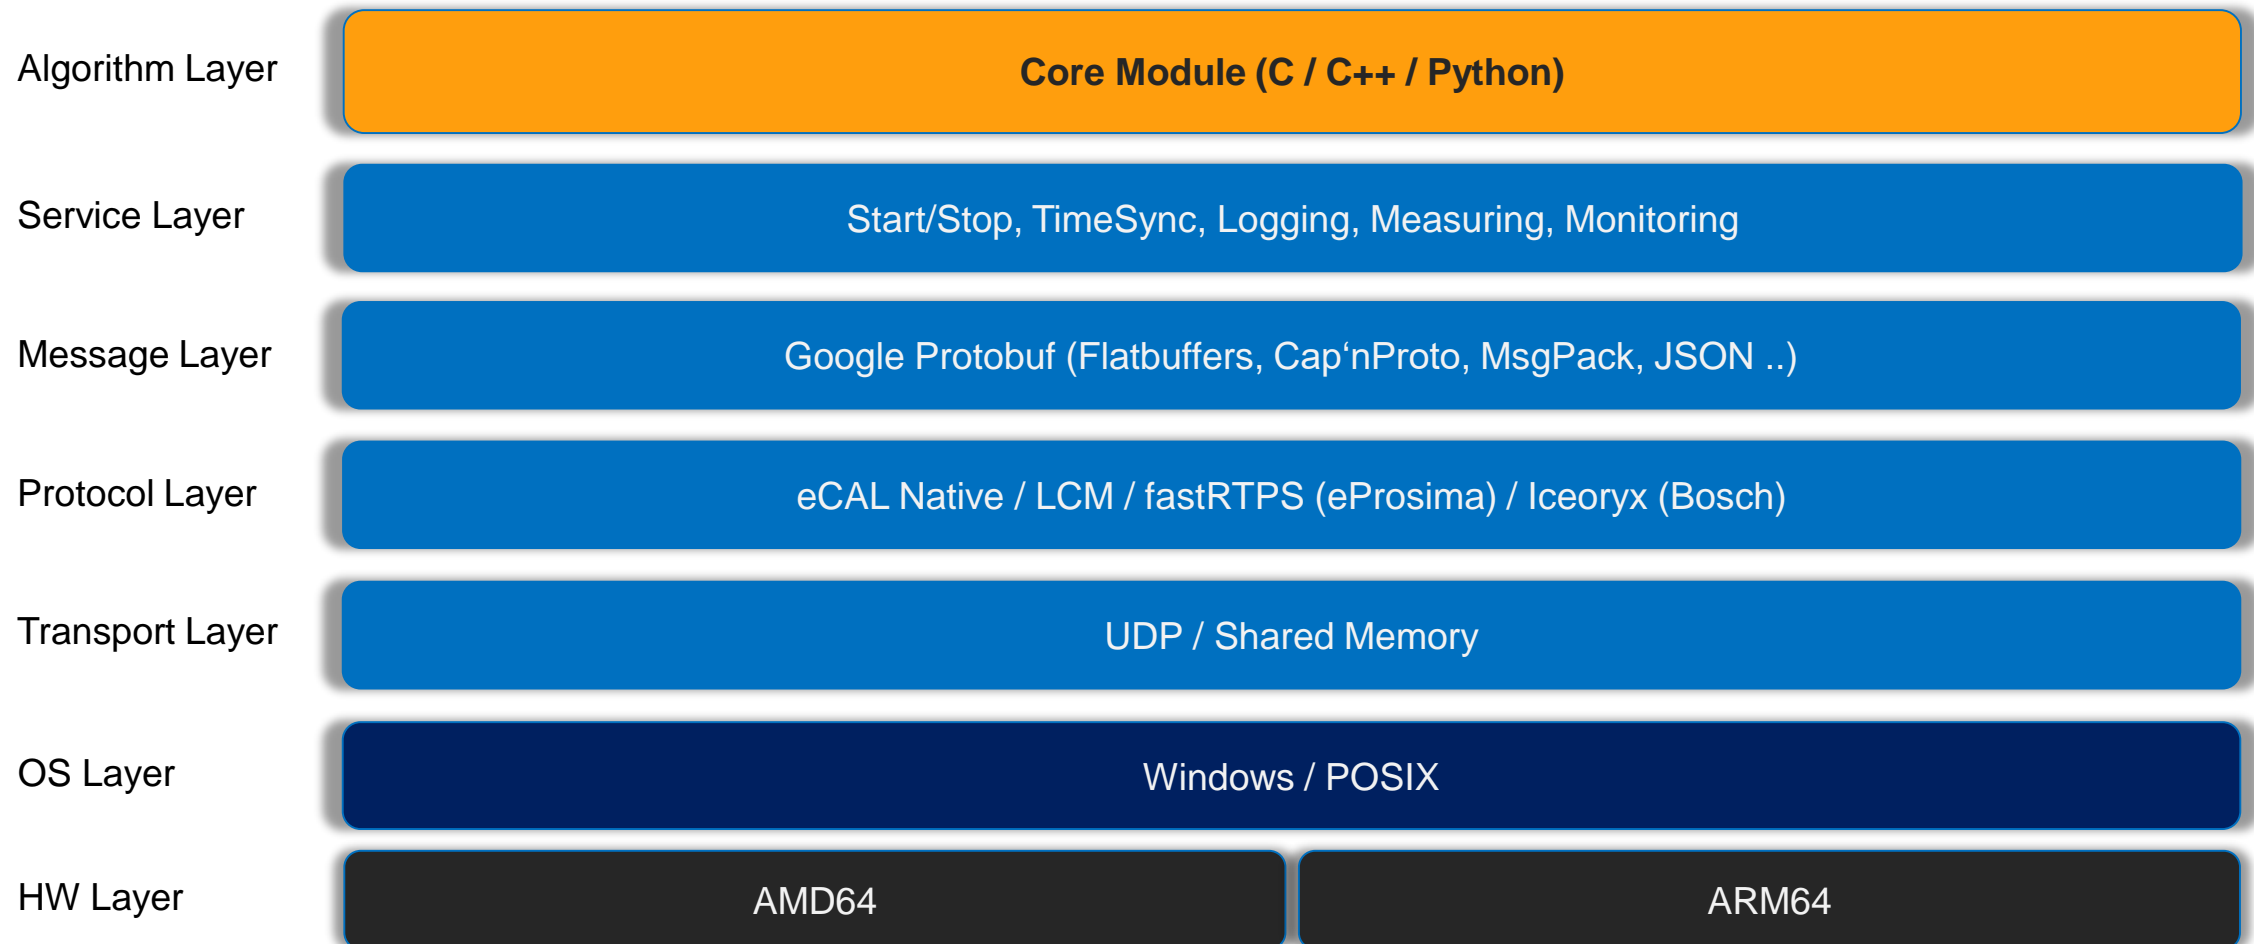 Algorithm Layer
Core Module (C / C++ / Python)
Service Layer
Start/Stop, TimeSync, Logging, Measuring, Monitoring
Message Layer
Google Protobuf (Flatbuffers, Cap‘nProto, MsgPack, JSON ..)
Protocol Layer
eCAL Native / LCM / fastRTPS (eProsima) / Iceoryx (Bosch)
Transport Layer
UDP / Shared Memory
OS Layer
Windows / POSIX
HW Layer
AMD64
ARM64